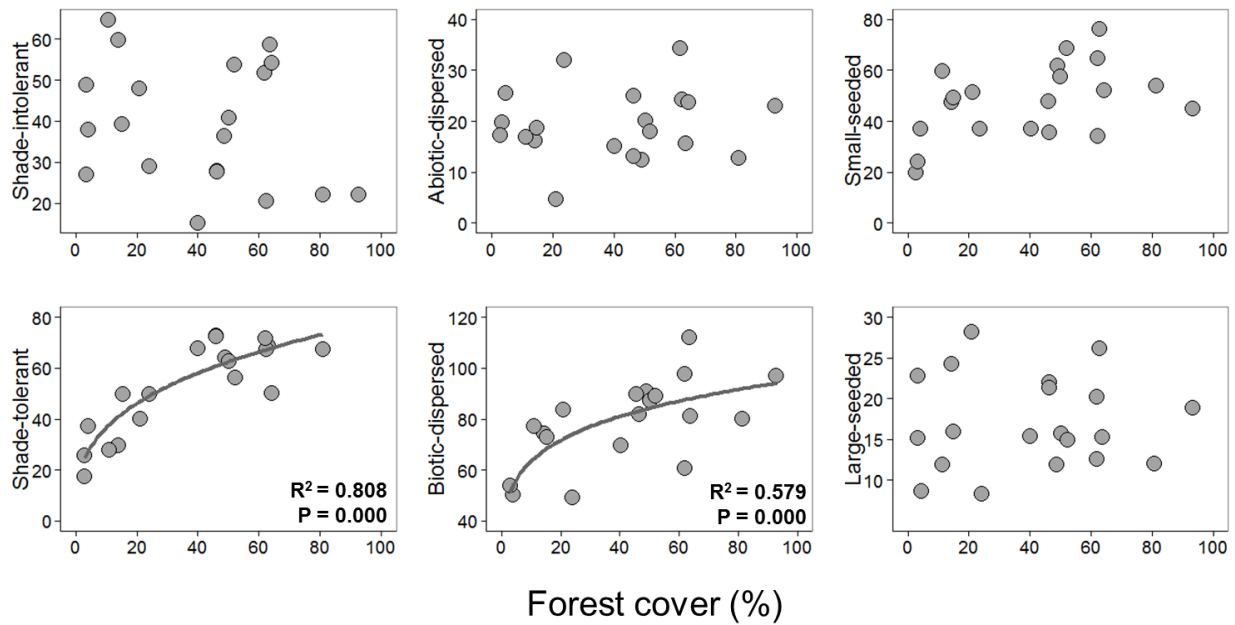 Shade-intolerant
60
50
40
30
20
0 20 40 60 80 100
Abiotic-dispersed
40
30
20
10
0
0 20 40 60 80 100
Small-seeded
80
60
40
20
0
0 20 40 60 80 100
Shade-tolerant
80
60
40
20
0
R² = 0.808
P = 0.000
0 20 40 60 80 100
Biotic-dispersed
120
100
80
60
40
R² = 0.579
P = 0.000
0 20 40 60 80 100
Large-seeded
30
25
20
15
10
0 20 40 60 80 100
Forest cover (%)